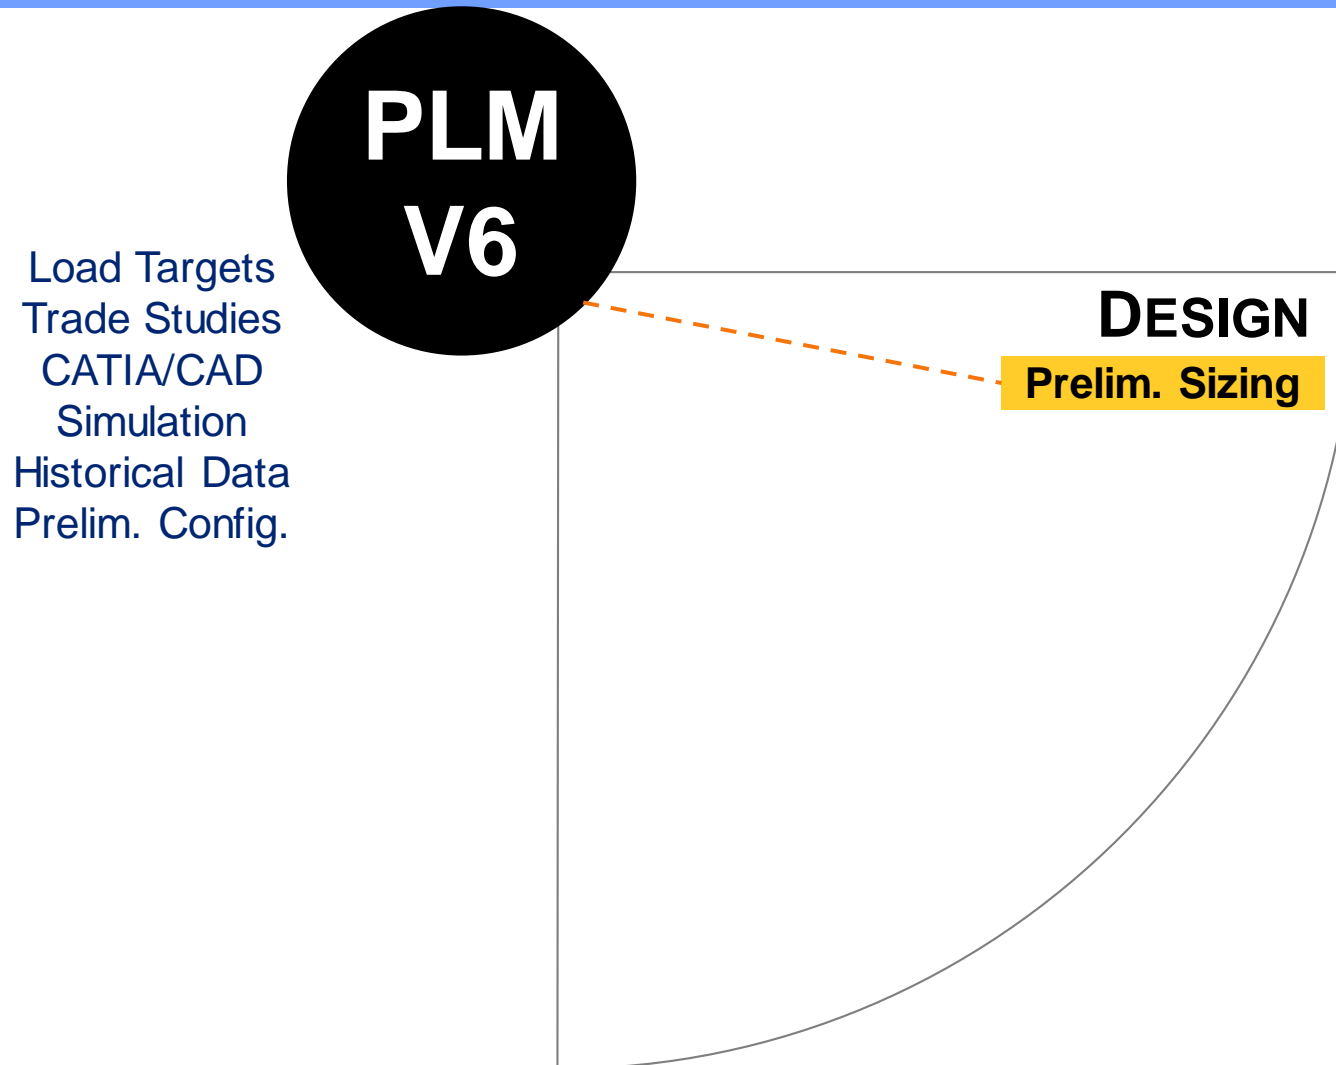 PLM
V6
Load Targets
Trade Studies
CATIA/CAD
Simulation
Historical Data
Prelim. Config.
DESIGN
Prelim. Sizing